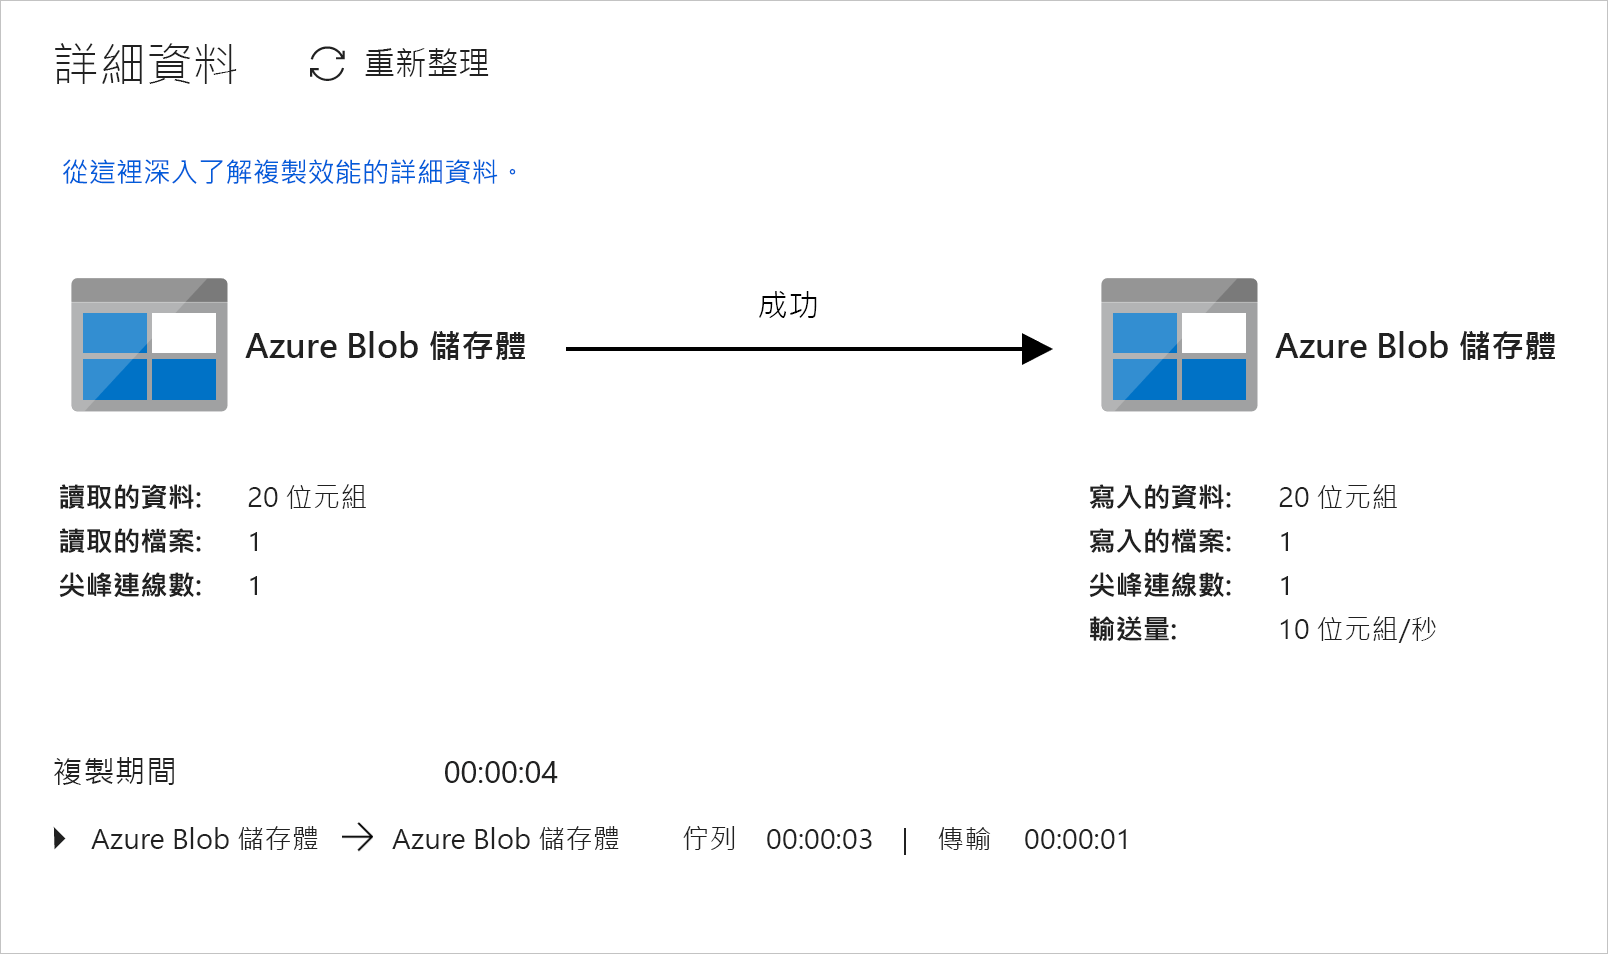 詳細資料 重新整理
從這裡深入了解複製效能的詳細資料。
成功
Azure Blob 儲存體 Azure Blob 儲存體
讀取的資料: 20 位元組 寫入的資料: 20 位元組
讀取的檔案: 1 寫入的檔案: 1
尖峰連線數: 1 尖峰連線數: 1
輸送量: 10 位元組/秒
複製期間 00:00:04
Azure Blob 儲存體 → Azure Blob 儲存體 佇列 00:00:03 | 傳輸 00:00:01